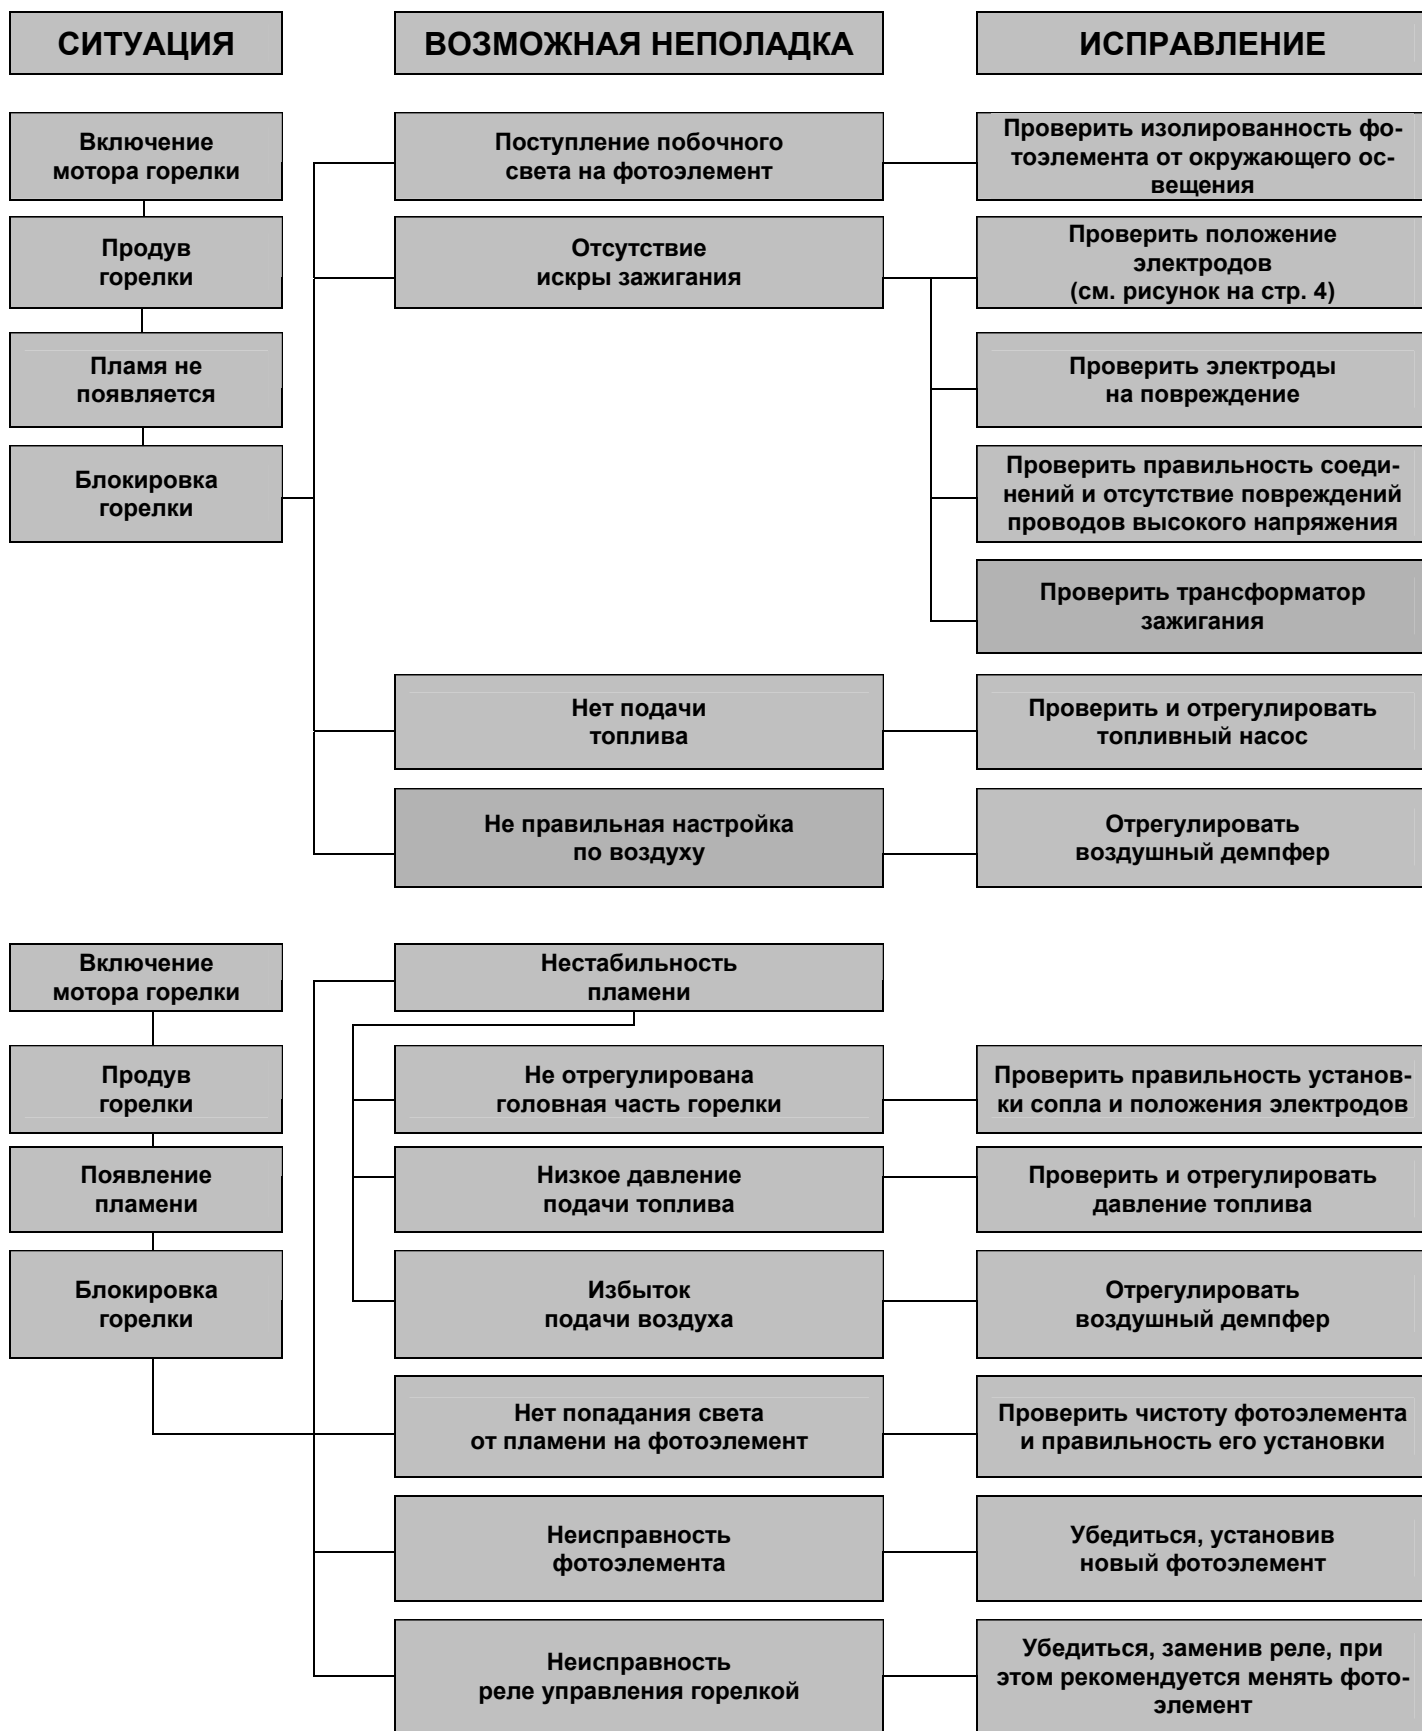 СИТУАЦИЯ
ВОЗМОЖНАЯ НЕПОЛАДКА
ИСПРАВЛЕНИЕ
Включение
мотора горелки
Поступление побочного
света на фотоэлемент
Проверить изолированность фо-
тоэлемента от окружающего ос-
вещения
Продув
горелки
Отсутствие
искры зажигания
Проверить положение
электродов
(см. рисунок на стр. 4)
Пламя не
появляется
Проверить электроды
на повреждение
Блокировка
горелки
Проверить правильность соеди-
нений и отсутствие повреждений
проводов высокого напряжения
Проверить трансформатор
зажигания
Нет подачи
топлива
Проверить и отрегулировать
топливный насос
Не правильная настройка
по воздуху
Отрегулировать
воздушный демпфер
Включение
мотора горелки
Нестабильность
пламени
Продув
горелки
Не отрегулирована
головная часть горелки
Проверить правильность установ-
ки сопла и положения электродов
Появление
пламени
Низкое давление
подачи топлива
Проверить и отрегулировать
давление топлива
Блокировка
горелки
Избыток
подачи воздуха
Отрегулировать
воздушный демпфер
Нет попадания света
от пламени на фотоэлемент
Проверить чистоту фотоэлемента
и правильность его установки
Неисправность
фотоэлемента
Убедиться, установив
новый фотоэлемент
Неисправность
реле управления горелкой
Убедиться, заменив реле, при
этом рекомендуется менять фото-
элемент